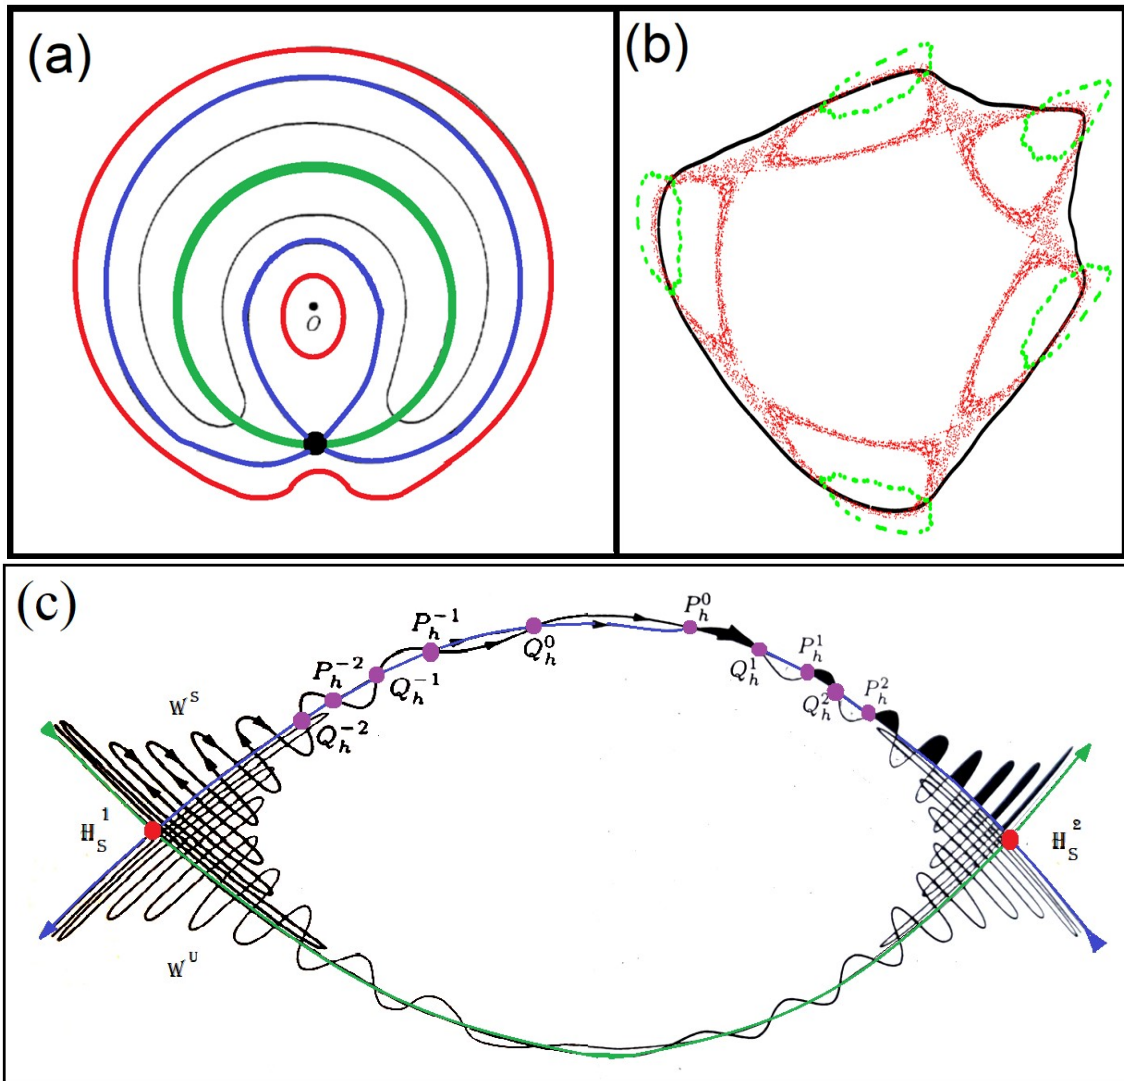 (a)
(b)
O
(c)
P_h^{-1}
P_h^0
Q_h^0
P_h^{-2}
Q_h^{-1}
Q_h^1
P_h^1
W^S
Q_h^{-2}
Q_h^2
P_h^2
H_S^1
H_S^2
W^U